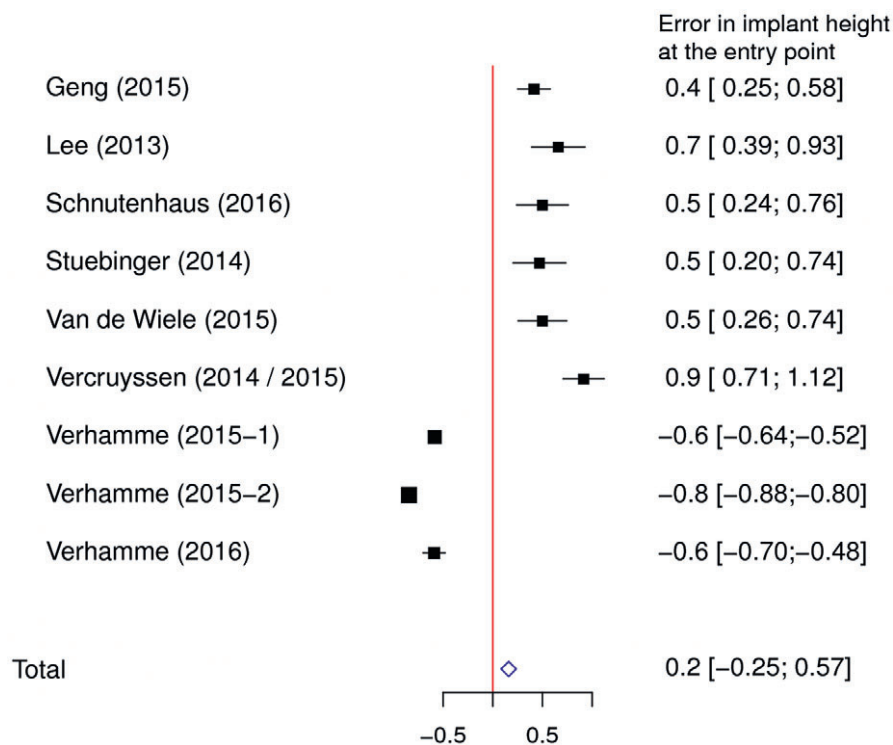 Error in implant height
at the entry point
Geng (2015) 0.4 [ 0.25; 0.58]
Lee (2013) 0.7 [ 0.39; 0.93]
Schnutenhaus (2016) 0.5 [ 0.24; 0.76]
Stuebinger (2014) 0.5 [ 0.20; 0.74]
Van de Wiele (2015) 0.5 [ 0.26; 0.74]
Vercruyssen (2014 / 2015) 0.9 [ 0.71; 1.12]
Verhamme (2015−1) −0.6 [−0.64;−0.52]
Verhamme (2015−2) −0.8 [−0.88;−0.80]
Verhamme (2016) −0.6 [−0.70;−0.48]
Total 0.2 [−0.25; 0.57]
−0.5 0.5